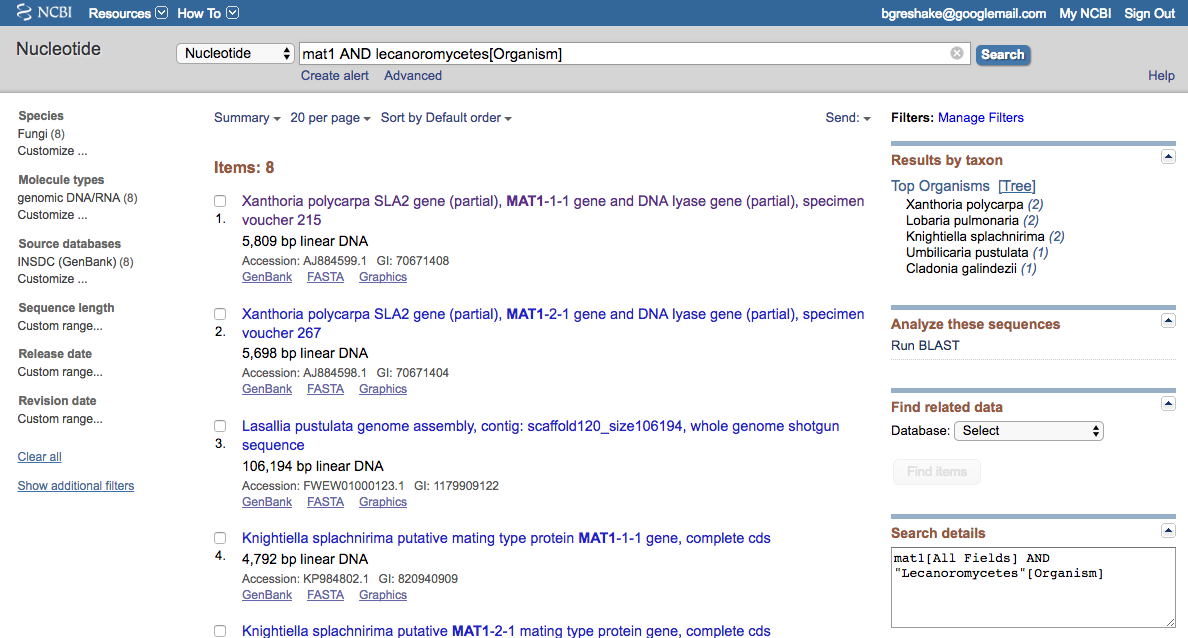 NCBI Resources How To bgreshake@googlemail.com My NCBI Sign Out
Nucleotide
Nucleotide mat1 AND lecanoromycetes[Organism] Search
Create alert Advanced Help
Species
Fungi (8)
Customize ...
Molecule types
genomic DNA/RNA (8)
Customize ...
Source databases
INSDC (GenBank) (8)
Customize ...
Sequence length
Custom range...
Release date
Custom range...
Revision date
Custom range...
Clear all
Show additional filters
Summary 20 per page Sort by Default order Send:
Items: 8
1. Xanthoria polycarpa SLA2 gene (partial), MAT1-1-1 gene and DNA lyase gene (partial), specimen
voucher 215
5,809 bp linear DNA
Accession: AJ884599.1 GI: 70671408
GenBank FASTA Graphics
2. Xanthoria polycarpa SLA2 gene (partial), MAT1-2-1 gene and DNA lyase gene (partial), specimen
voucher 267
5,698 bp linear DNA
Accession: AJ884598.1 GI: 70671404
GenBank FASTA Graphics
3. Lasallia pustulata genome assembly, contig: scaffold120_size106194, whole genome shotgun
sequence
106,194 bp linear DNA
Accession: FWEW01000123.1 GI: 1179909122
GenBank FASTA Graphics
4. Knightiella splachnirima putative mating type protein MAT1-1-1 gene, complete cds
4,792 bp linear DNA
Accession: KP984802.1 GI: 820940909
GenBank FASTA Graphics
Knightiella splachnirima putative MAT1-2-1 mating type protein gene, complete cds
Filters: Manage Filters
Results by taxon
Top Organisms [Tree]
Xanthoria polycarpa (2)
Lobaria pulmonaria (2)
Knightiella splachnirima (2)
Umbilicaria pustulata (1)
Cladonia galindezii (1)
Analyze these sequences
Run BLAST
Find related data
Database: Select
Find items
Search details
mat1[All Fields] AND
"Lecanoromycetes"[Organism]